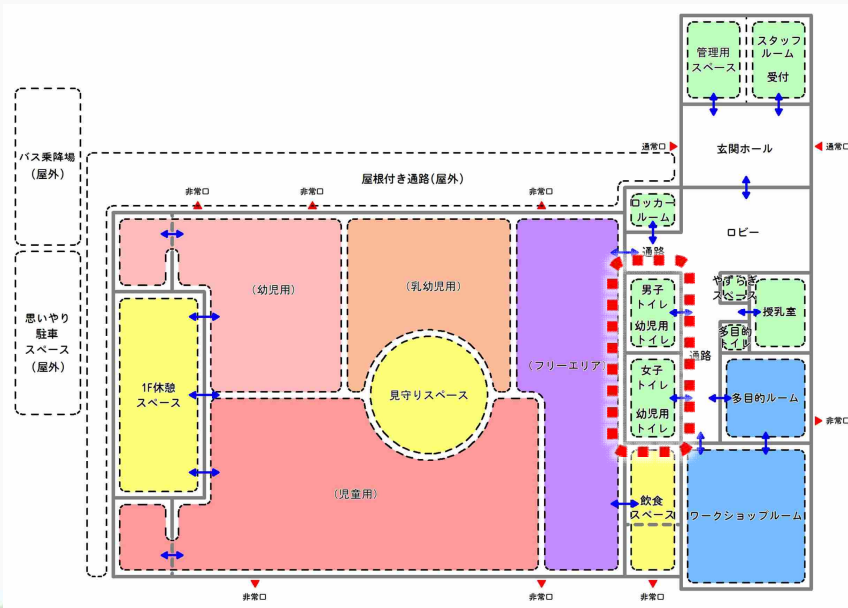 管理用
スペース
スタッフ
ルーム
受付
バス乗降場
(屋外)
通常口
玄関ホール
通常口
屋根付き通路(屋外)
非常口
非常口
非常口
ロッカー
ルーム
ロビー
通路
(幼児用)
(乳幼児用)
男子
トイレ
幼児用
トイレ
やすらぎ
スペース
授乳室
多目的
トイレ
思いやり
駐車
スペース
(屋外)
(フリーエリア)
通路
1F休憩
スペース
見守りスペース
女子
トイレ
幼児用
トイレ
多目的ルーム
非常口
(児童用)
飲食
スペース
ワークショップルーム
非常口
非常口
非常口